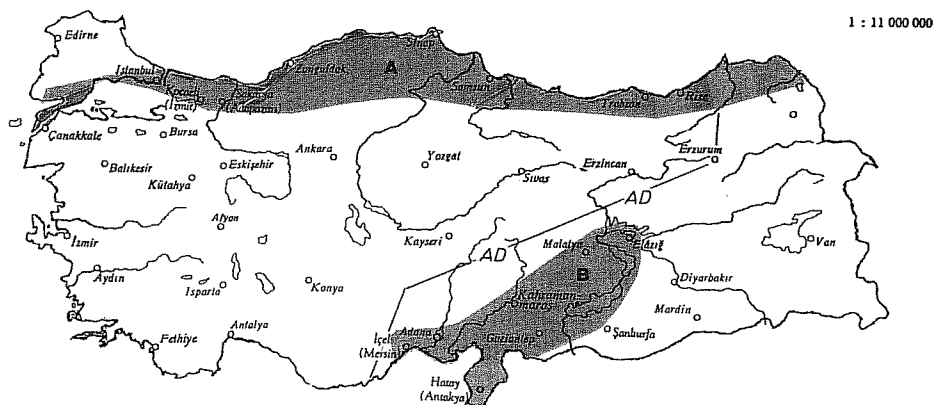 1 : 11 000 000
Edirne
Sinop
A
Zonguldak
İstanbul
Kocaeli
(İzmit)
Sakarya
(Adapazarı)
Samsun
Trabzon
Rize
Çanakkale
Bursa
Ankara
Yozgat
Erzincan
Erzurum
Balıkesir
Eskişehir
Kütahya
Sıvas
Afyon
AD
Kayseri
İzmir
Malatya
Elazığ
Van
AD
B
Aydın
Isparta
Konya
Diyarbakır
Kahraman
maraş
Mardin
Fethiye
Antalya
İçel
(Mersin)
Adana
Gaziantep
Şanlıurfa
Hatay
(Antakya)